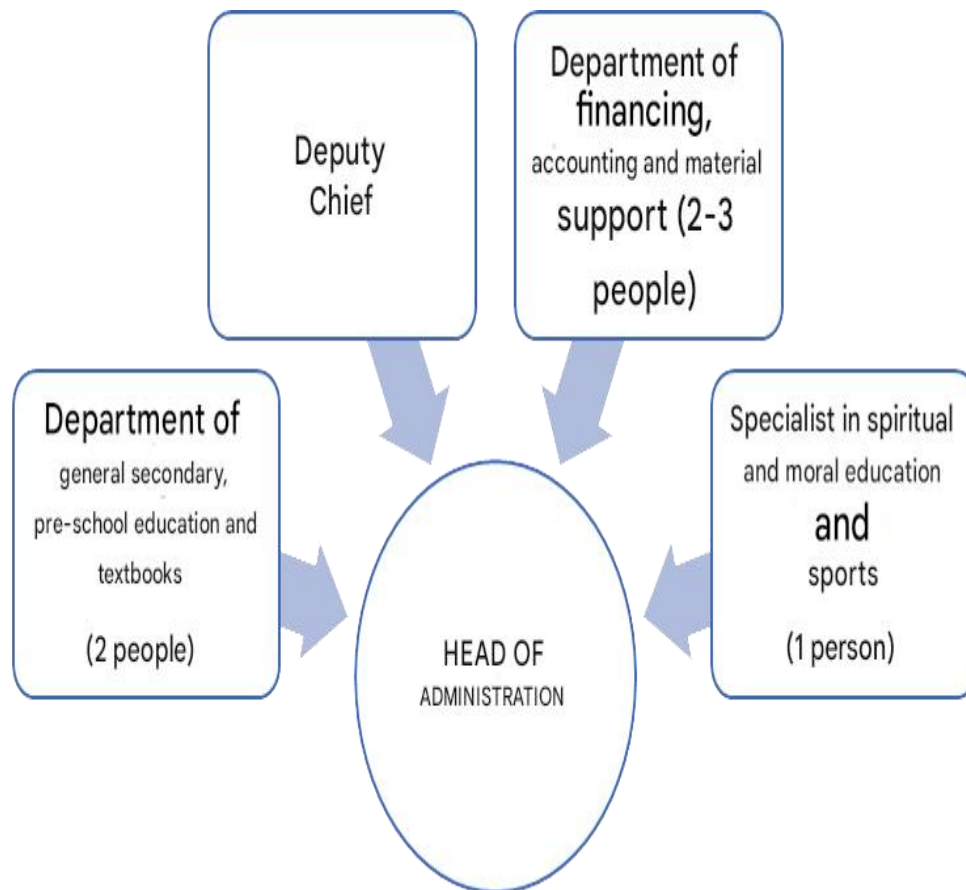 Deputy
Chief
Department of
financing,
accounting and material
support (2-3
people)
Department of
general secondary,
pre-school education and
textbooks
(2 people)
Specialist in spiritual
and moral education
and
sports
(1 person)
HEAD OF
ADMINISTRATION